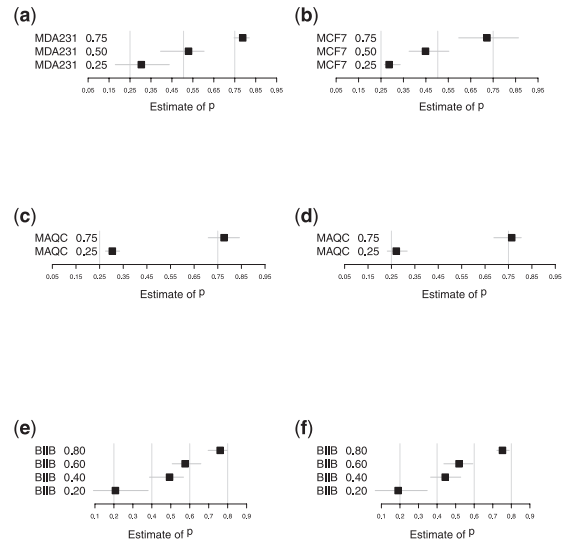 (a)
MDA231 0.75
MDA231 0.50
MDA231 0.25
0.05 0.15 0.25 0.35 0.45 0.55 0.65 0.75 0.85 0.95
Estimate of p
(b)
MCF7 0.75
MCF7 0.50
MCF7 0.25
0.05 0.15 0.25 0.35 0.45 0.55 0.65 0.75 0.85 0.95
Estimate of p
(c)
MAQC 0.75
MAQC 0.25
0.05 0.15 0.25 0.35 0.45 0.55 0.65 0.75 0.85 0.95
Estimate of p
(d)
MAQC 0.75
MAQC 0.25
0.05 0.15 0.25 0.35 0.45 0.55 0.65 0.75 0.85 0.95
Estimate of p
(e)
BIIB 0.80
BIIB 0.60
BIIB 0.40
BIIB 0.20
0.1 0.2 0.3 0.4 0.5 0.6 0.7 0.8 0.9
Estimate of p
(f)
BIIB 0.80
BIIB 0.60
BIIB 0.40
BIIB 0.20
0.1 0.2 0.3 0.4 0.5 0.6 0.7 0.8 0.9
Estimate of p